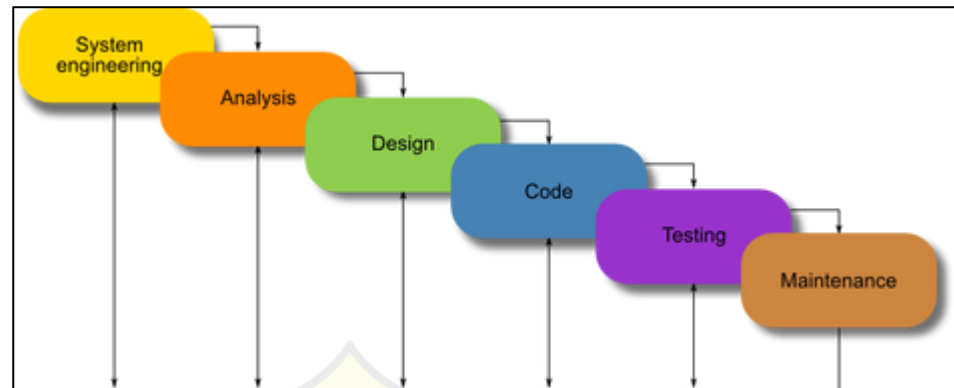 System
engineering
Analysis
Design
Code
Testing
Maintenance